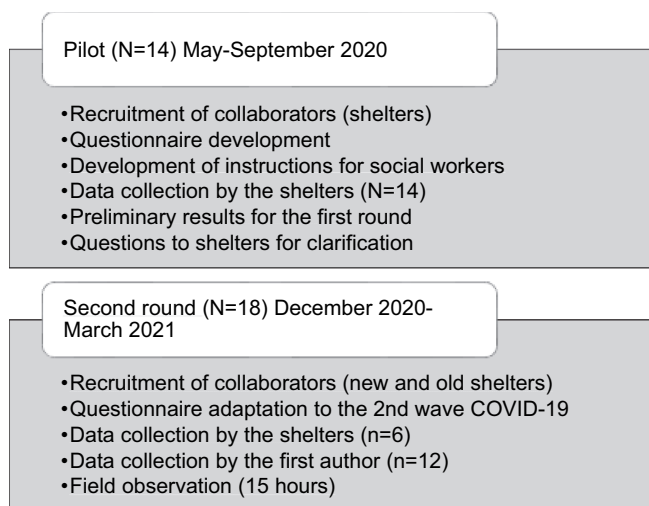 Pilot (N=14) May-September 2020
•Recruitment of collaborators (shelters)
•Questionnaire development
•Development of instructions for social workers
•Data collection by the shelters (N=14)
•Preliminary results for the first round
•Questions to shelters for clarification
Second round (N=18) December 2020-
March 2021
•Recruitment of collaborators (new and old shelters)
•Questionnaire adaptation to the 2nd wave COVID-19
•Data collection by the shelters (n=6)
•Data collection by the first author (n=12)
•Field observation (15 hours)